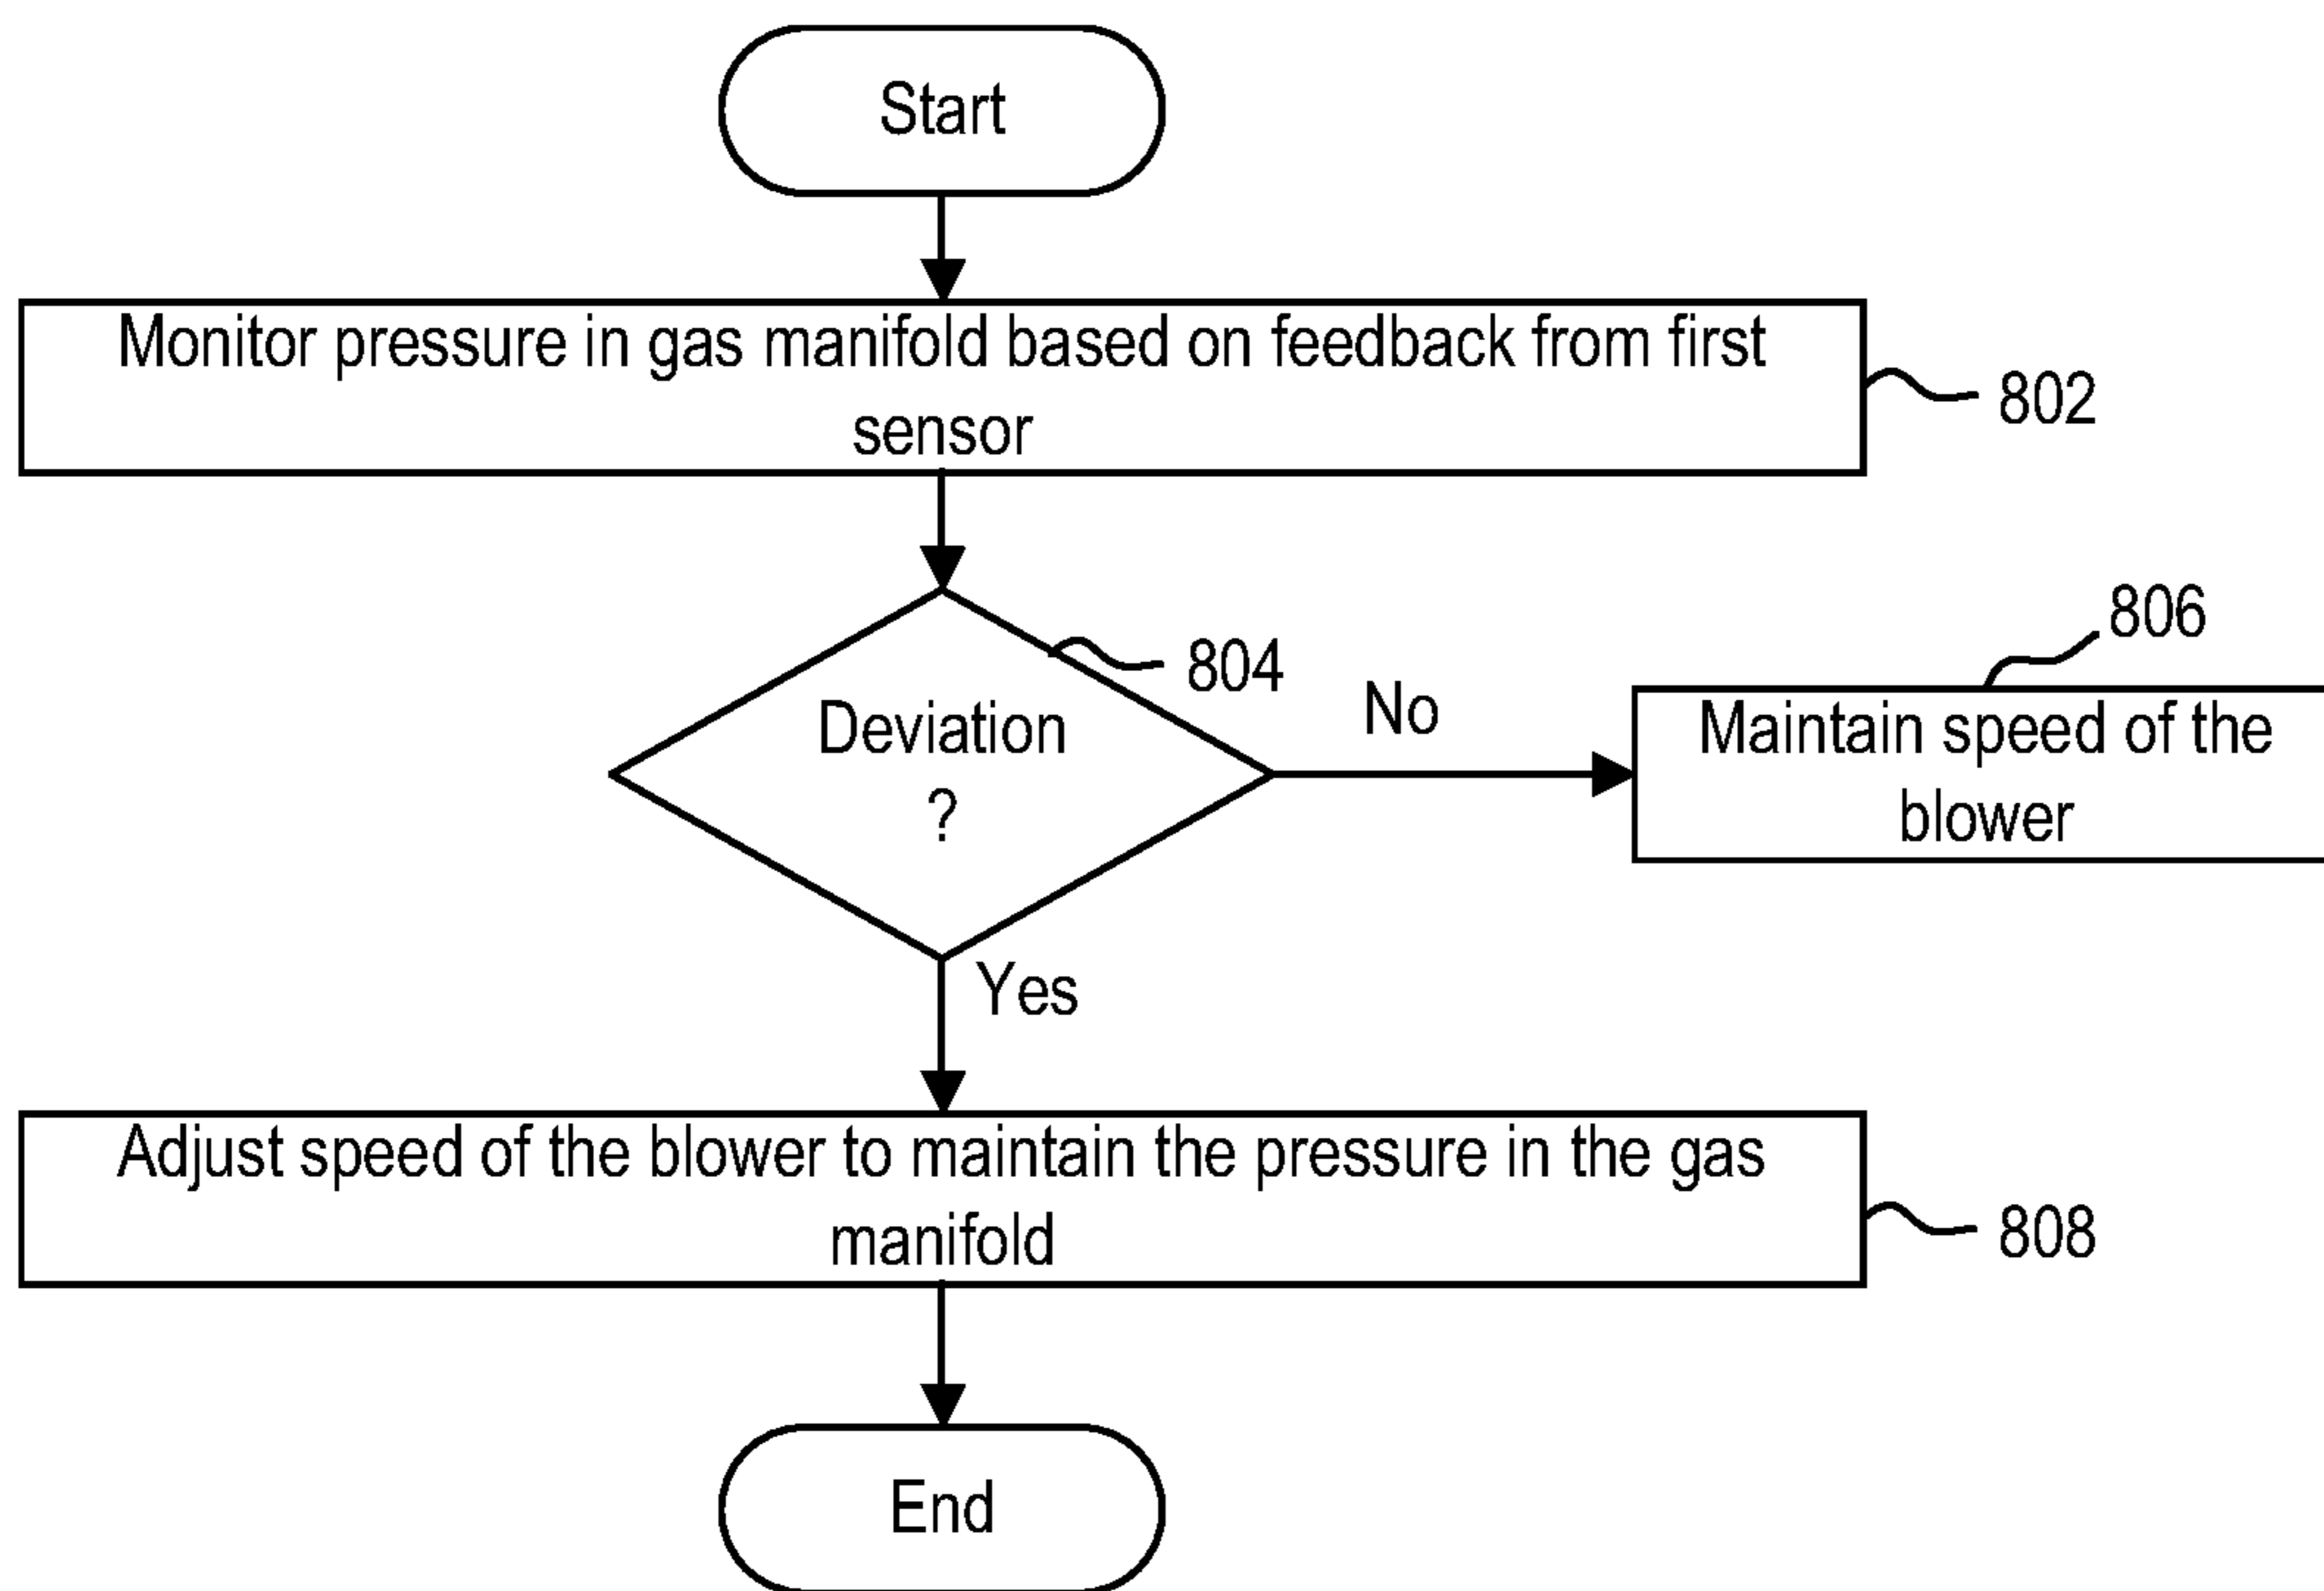 Start
Monitor pressure in gas manifold based on feedback from first
sensor
802
804
Deviation
?
No
806
Maintain speed of the
blower
Yes
Adjust speed of the blower to maintain the pressure in the gas
manifold
808
End